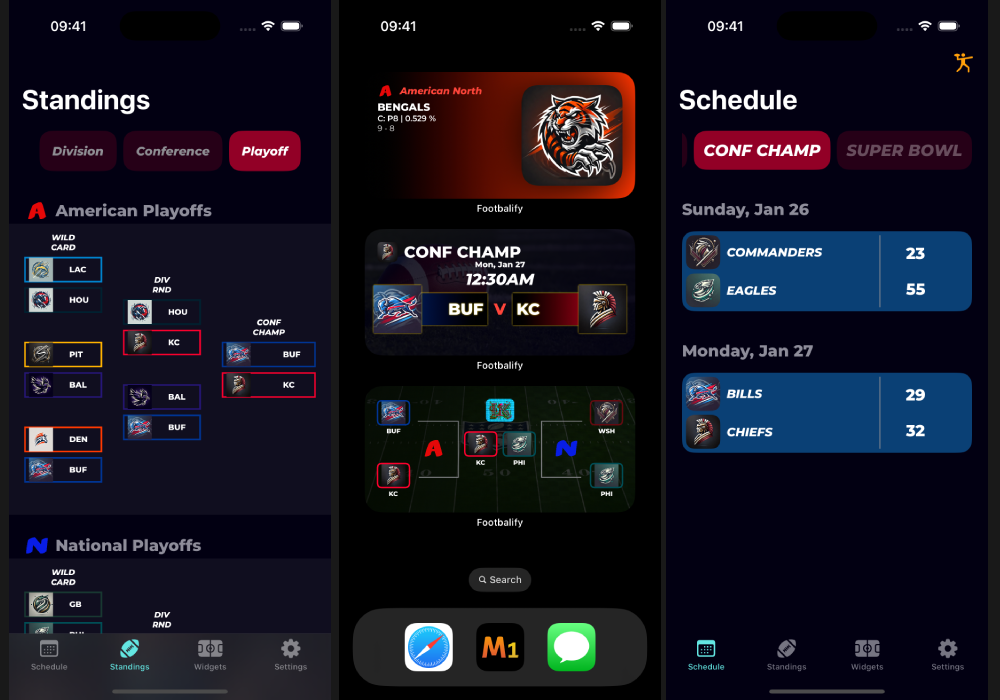 09:41
Standings
Division Conference Playoff
American Playoffs
WILD
CARD
LAC
HOU
DIV
RND
HOU
KC
CONF
CHAMP
BUF
KC
PIT
BAL
BAL
BUF
DEN
BUF
National Playoffs
WILD
CARD
GB
DIV
RND
Schedule Standings Widgets Settings
09:41
American North
BENGALS
C: P8 | 0.529 %
9 - 8
Footbalify
CONF CHAMP
Mon, Jan 27
12:30AM
BUF V KC
Footbalify
BUF
WSH
KC PHI
KC
PHI
Footbalify
Search
M1
09:41
Schedule
CONF CHAMP SUPER BOWL
Sunday, Jan 26
COMMANDERS 23
EAGLES 55
Monday, Jan 27
BILLS 29
CHIEFS 32
Schedule Standings Widgets Settings